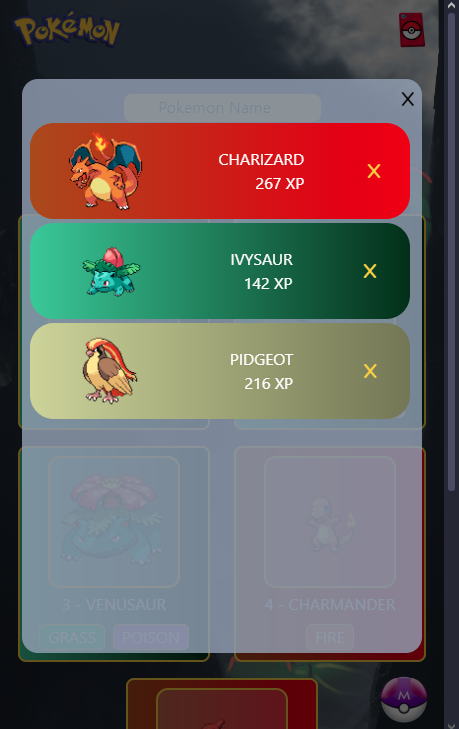 POKéMON
X
Pokemon Name
CHARIZARD
267 XP
X
IVYSAUR
142 XP
X
PIDGEOT
216 XP
X
3 - VENUSAUR
4 - CHARMANDER
GRASS
POISON
FIRE
M